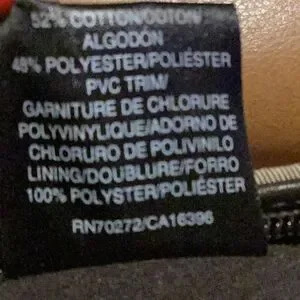 52% COTTON/COTON/
ALGODÓN
48% POLYESTER/POLIÉSTER
PVC TRIM/
GARNITURE DE CHLORURE
POLYVINYLIQUE/ADORNO DE
CHLORURO DE POLIVINILO
LINING/DOUBLURE/FORRO
100% POLYSTER/POLIÉSTER
RN70272/CA16396